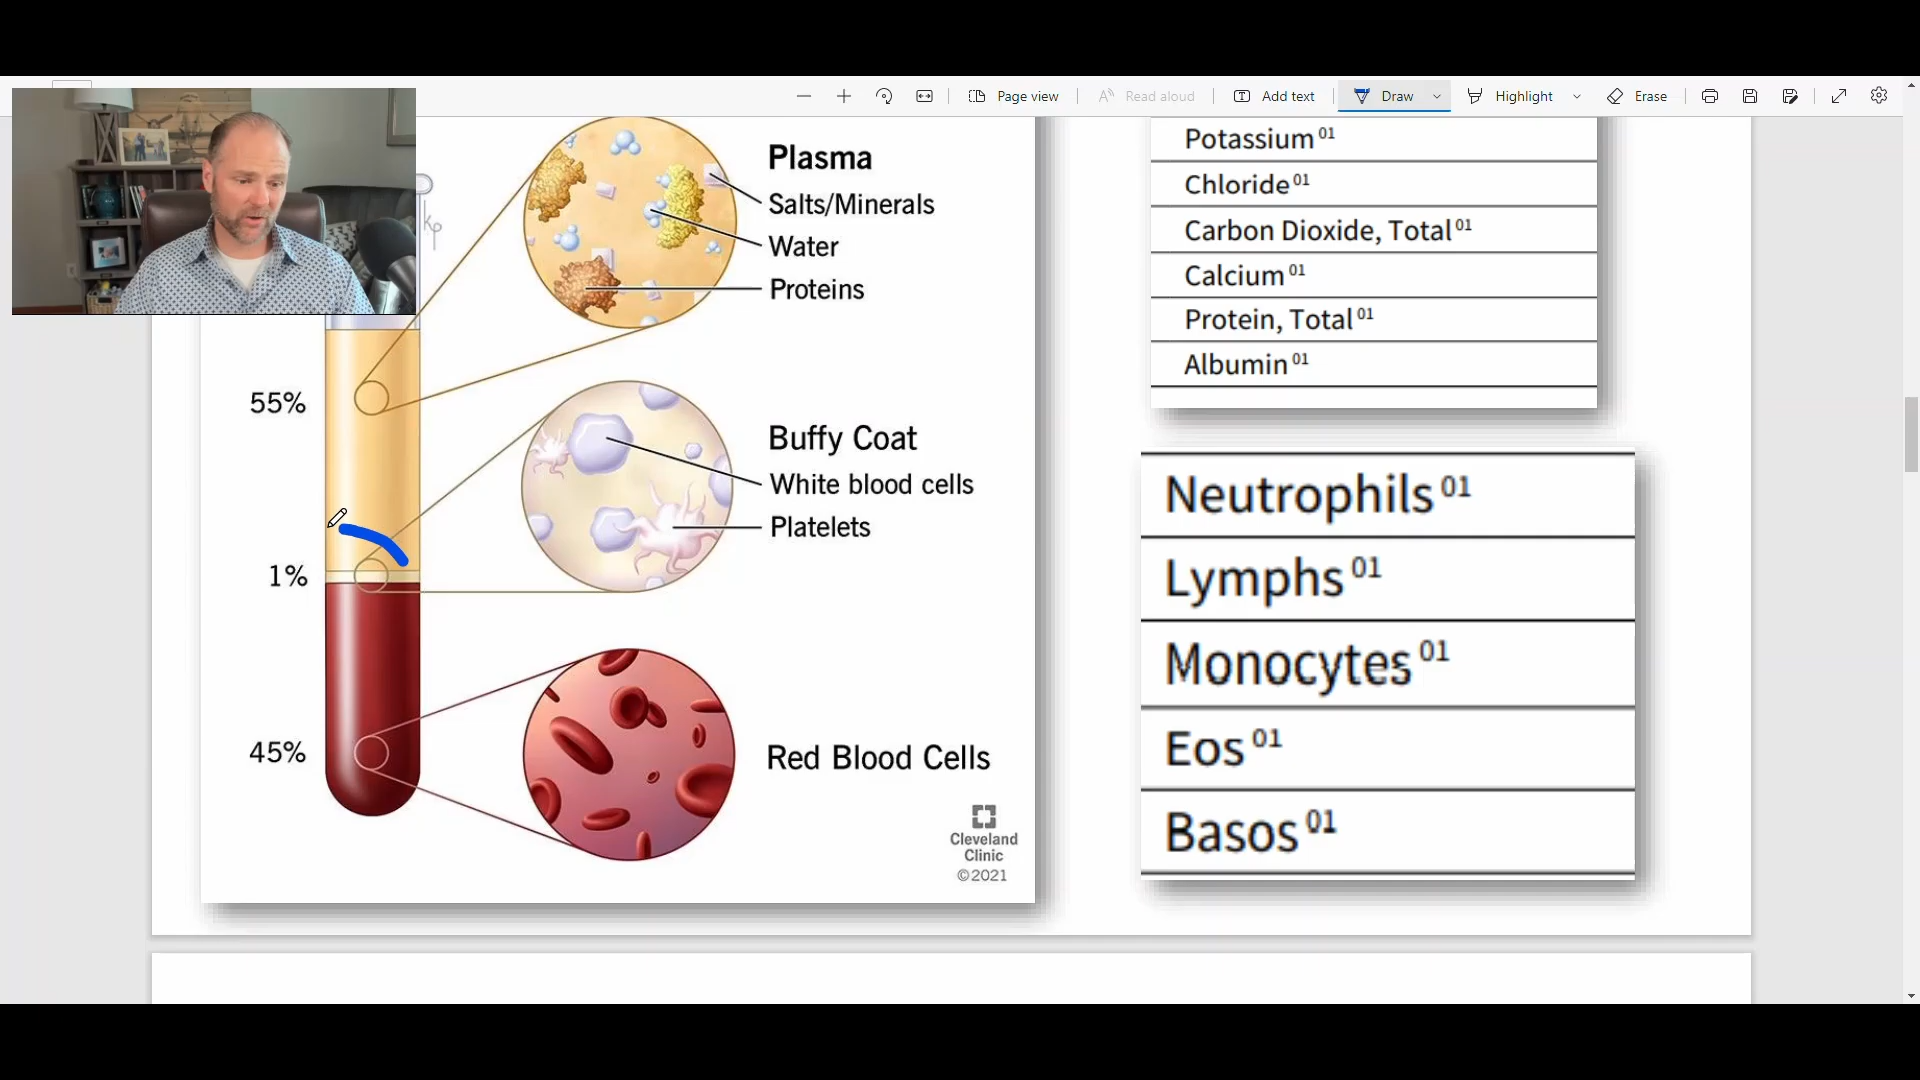 Page view
Read aloud
Add text
Draw
Highlight
Erase
Plasma
Salts/Minerals
Water
Proteins
kp
55%
Buffy Coat
White blood cells
Platelets
1%
45%
Red Blood Cells
Cleveland
Clinic
©2021
Potassium 01
Chloride 01
Carbon Dioxide, Total 01
Calcium 01
Protein, Total 01
Albumin 01
Neutrophils 01
Lymphs 01
Monocytes 01
Eos 01
Basos 01